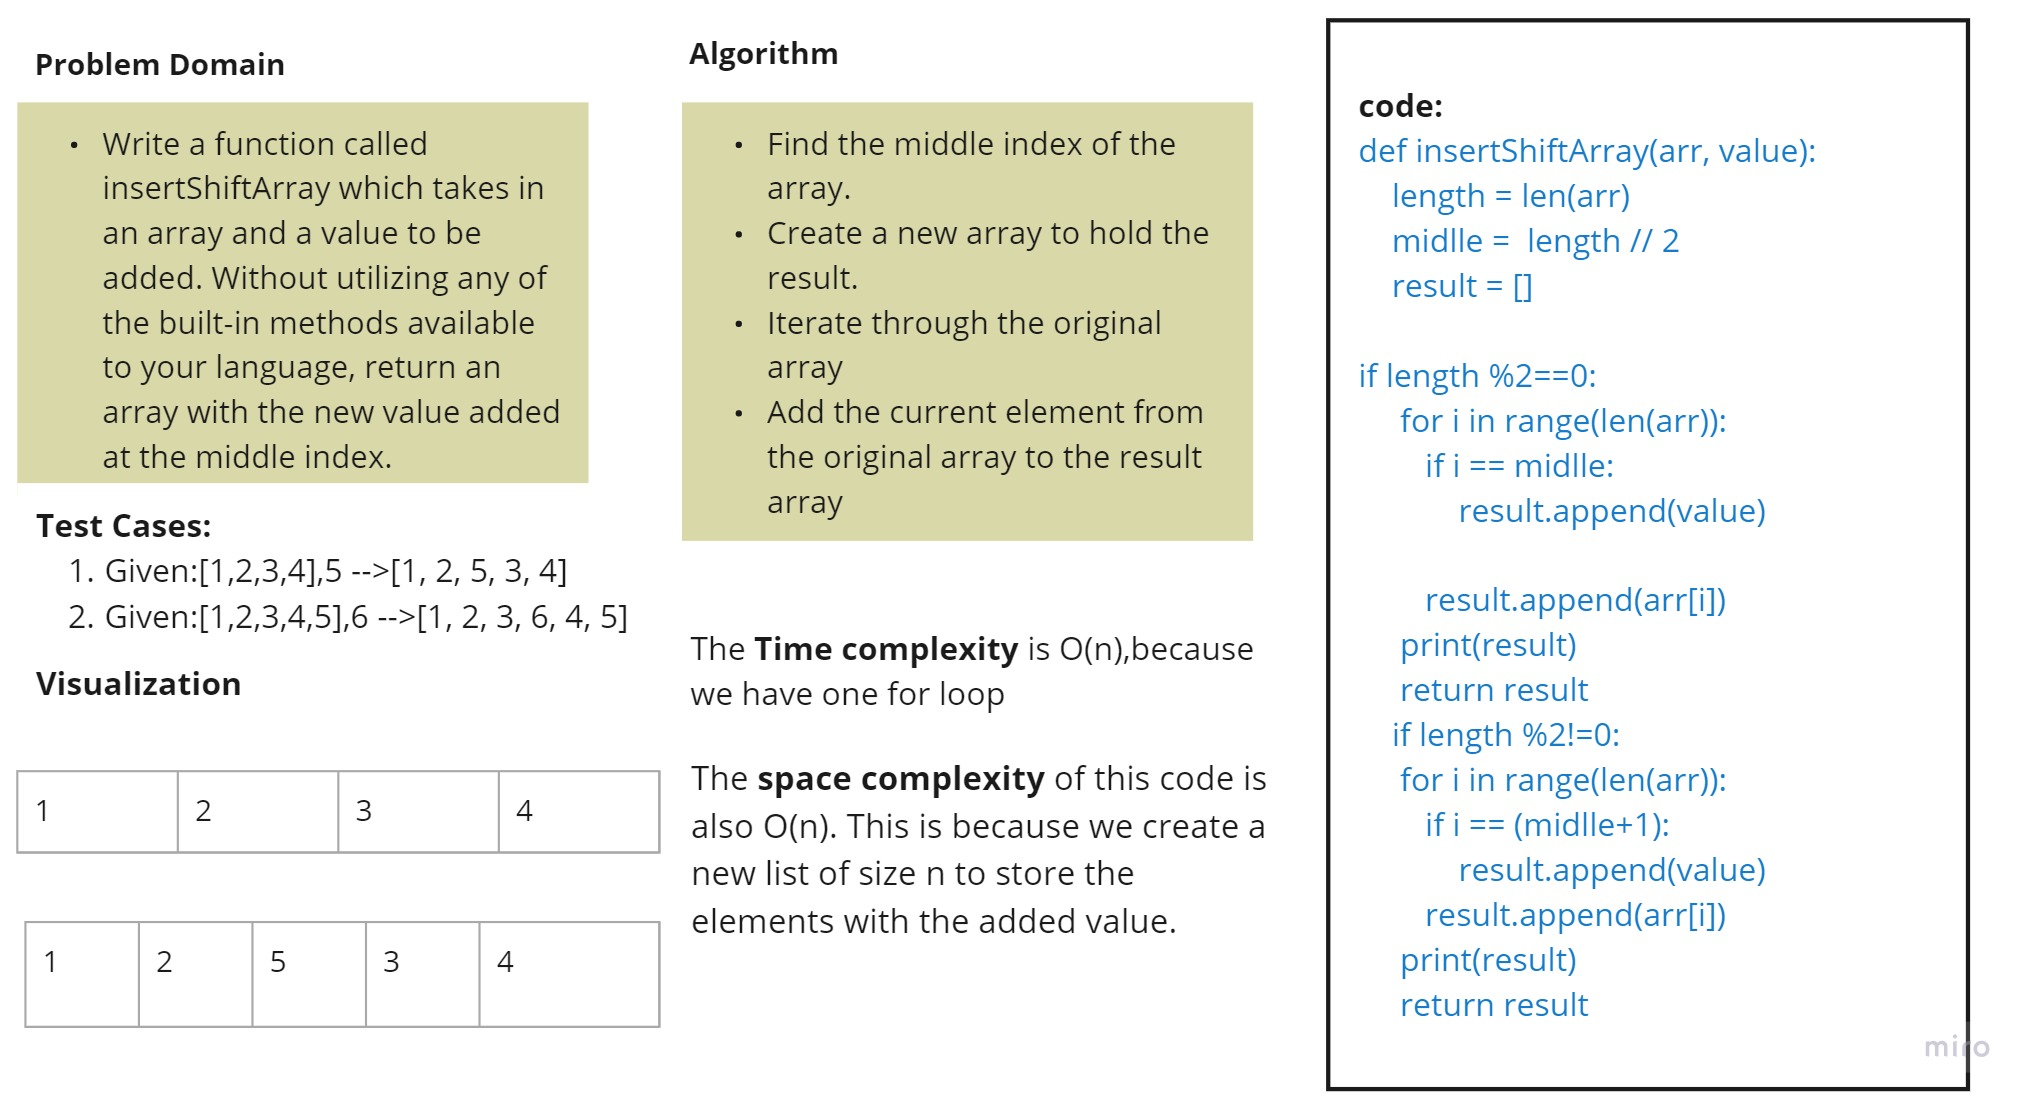 Problem Domain
• Write a function called
insertShiftArray which takes in
an array and a value to be
added. Without utilizing any of
the built-in methods available
to your language, return an
array with the new value added
at the middle index.
Test Cases:
1. Given:[1,2,3,4],5 -->[1, 2, 5, 3, 4]
2. Given:[1,2,3,4,5],6 -->[1, 2, 3, 6, 4, 5]
Visualization
1 2 3 4
1 2 5 3 4
Algorithm
• Find the middle index of the
array.
• Create a new array to hold the
result.
• Iterate through the original
array
• Add the current element from
the original array to the result
array
The Time complexity is O(n),because
we have one for loop
The space complexity of this code is
also O(n). This is because we create a
new list of size n to store the
elements with the added value.
code:
def insertShiftArray(arr, value):
length = len(arr)
midlle =  length // 2
result = []
if length %2==0:
for i in range(len(arr)):
if i == midlle:
result.append(value)
result.append(arr[i])
print(result)
return result
if length %2!=0:
for i in range(len(arr)):
if i == (midlle+1):
result.append(value)
result.append(arr[i])
print(result)
return result
miro